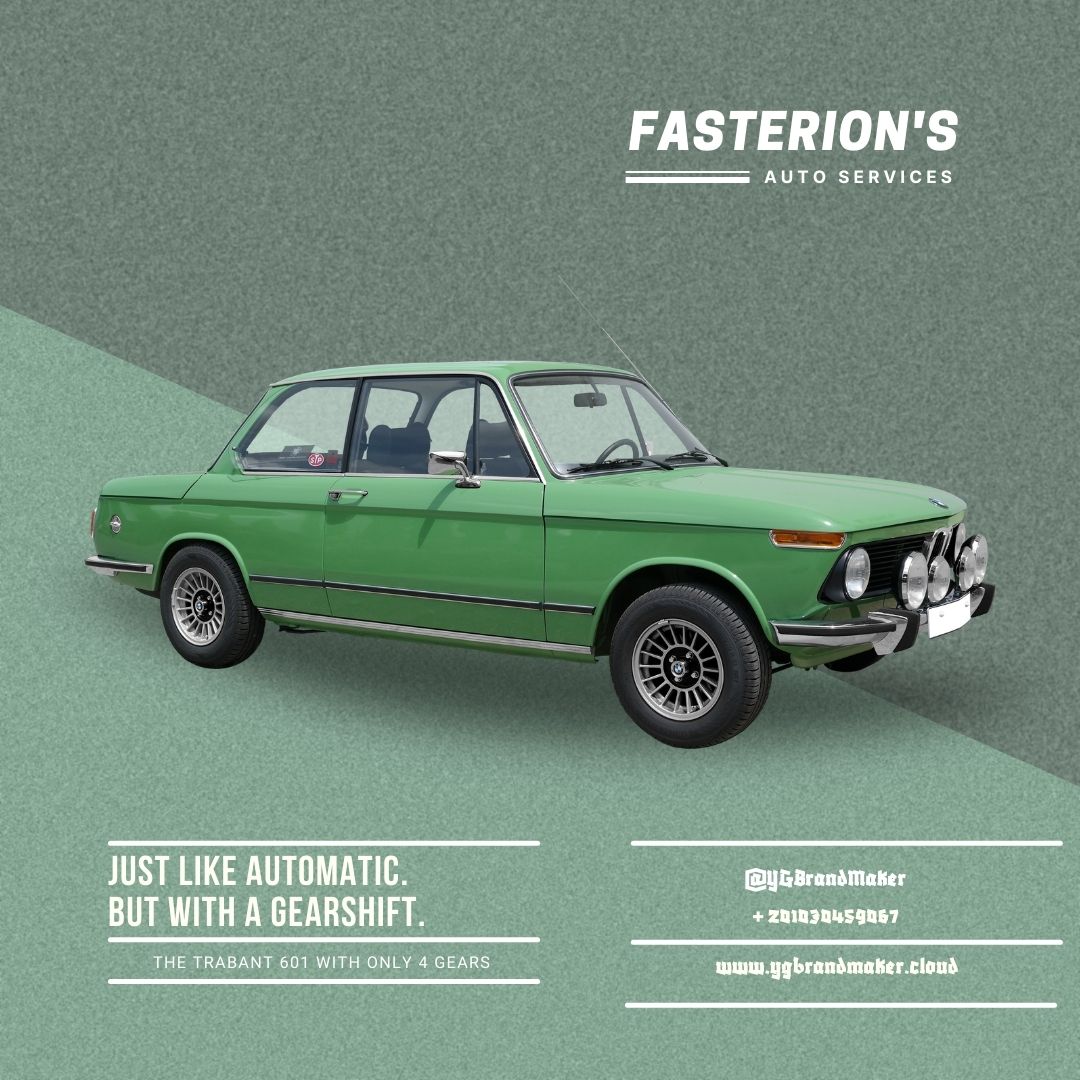 FASTERION'S
AUTO SERVICES
STP
JUST LIKE AUTOMATIC.
BUT WITH A GEARSHIFT.
THE TRABANT 601 WITH ONLY 4 GEARS
@YGBrandMaker
+ 201030459067
www.ygbrandmaker.cloud